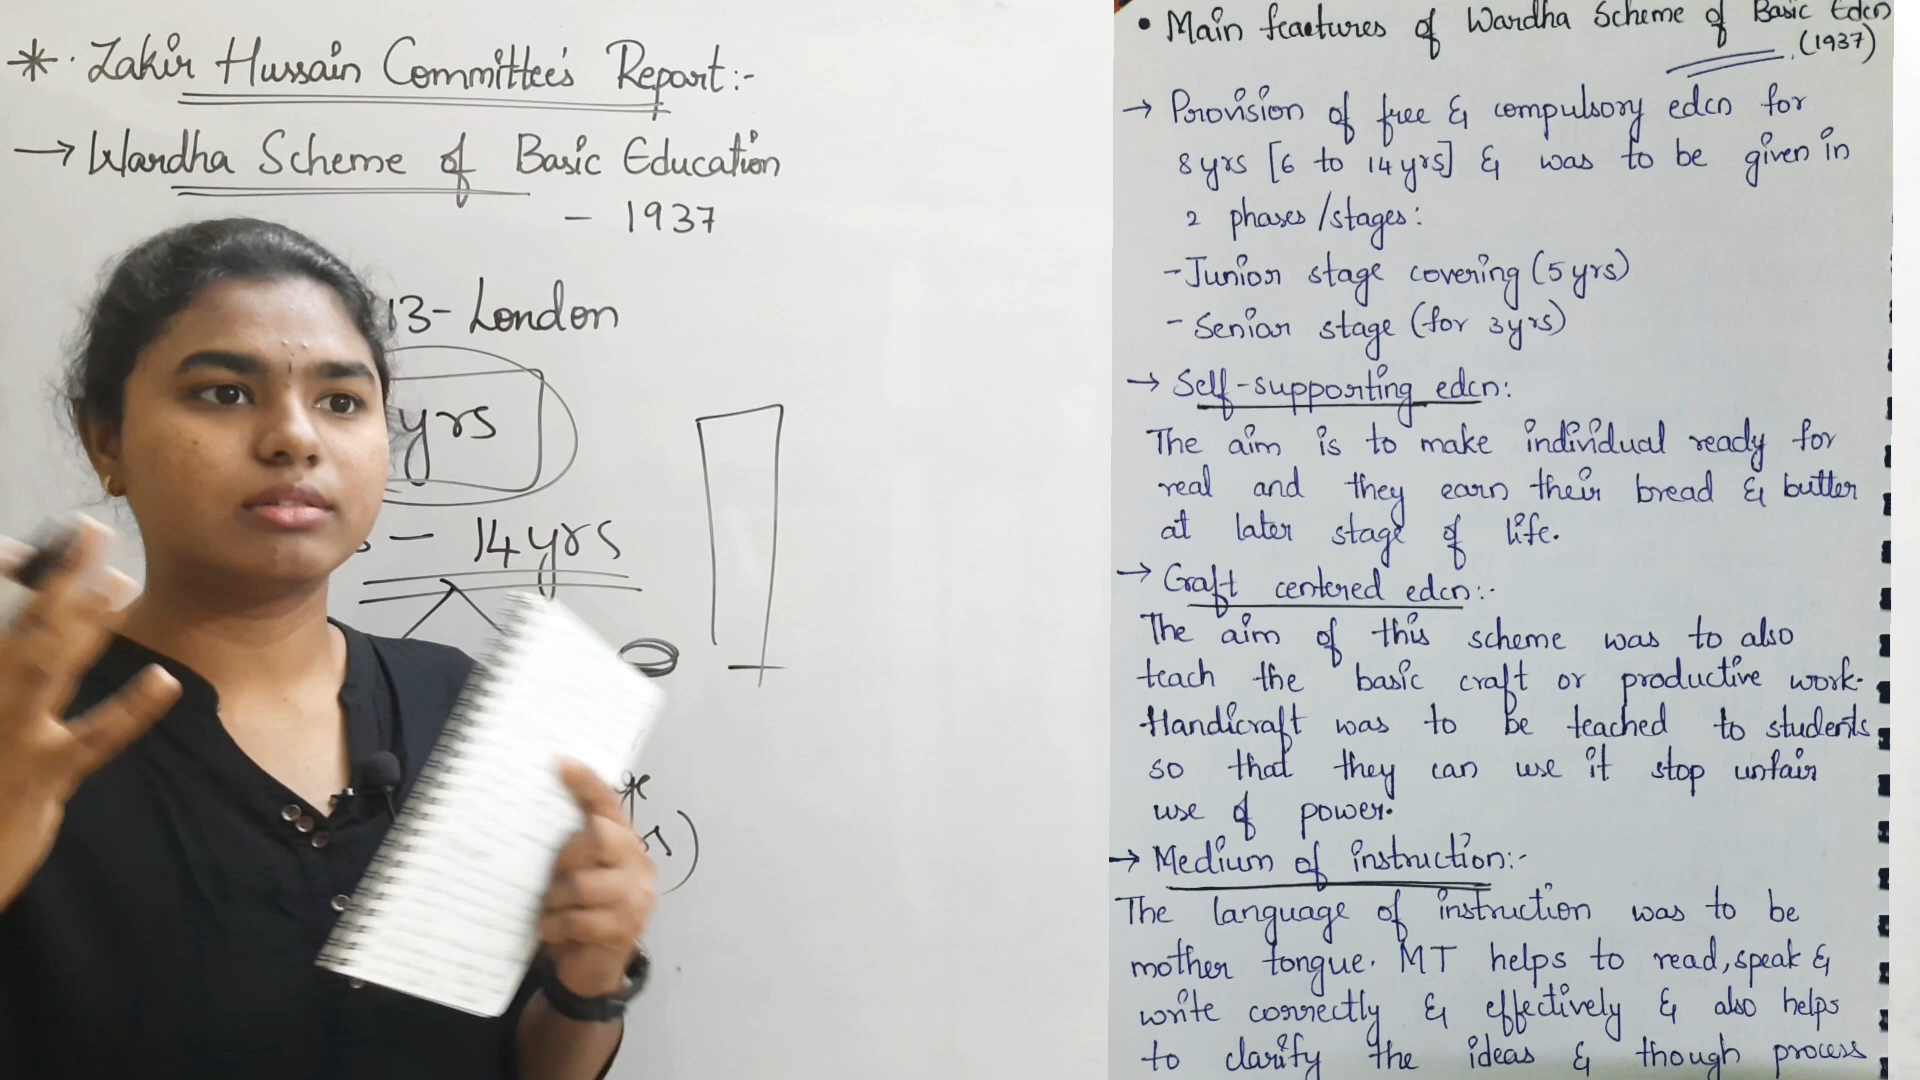 * Zakir Hussain Committee's Report:-
→ Wardha Scheme of Basic Education
- 1937
13 - London
yrs
- 14 yrs
• Main feactures of Wardha Scheme of Basic Edcn
(1937)
→ Provision of free & compulsory edcn for
8 yrs [6 to 14 yrs] & was to be given in
2 phases/stages:
- Junior stage covering (5 yrs)
- Senior stage (for 3 yrs)
→ Self-supporting edcn:
The aim is to make individual ready for
real and they earn their bread & butter
at later stage of life.
→ Craft centered edcn:-
The aim of this scheme was to also
teach the basic craft or productive work.
Handicraft was to be teached to students
so that they can use it stop unfair
use of power.
→ Medium of instruction:-
The language of instruction was to be
mother tongue. MT helps to read, speak &
write correctly & effectively & also helps
to clarify the ideas & though process